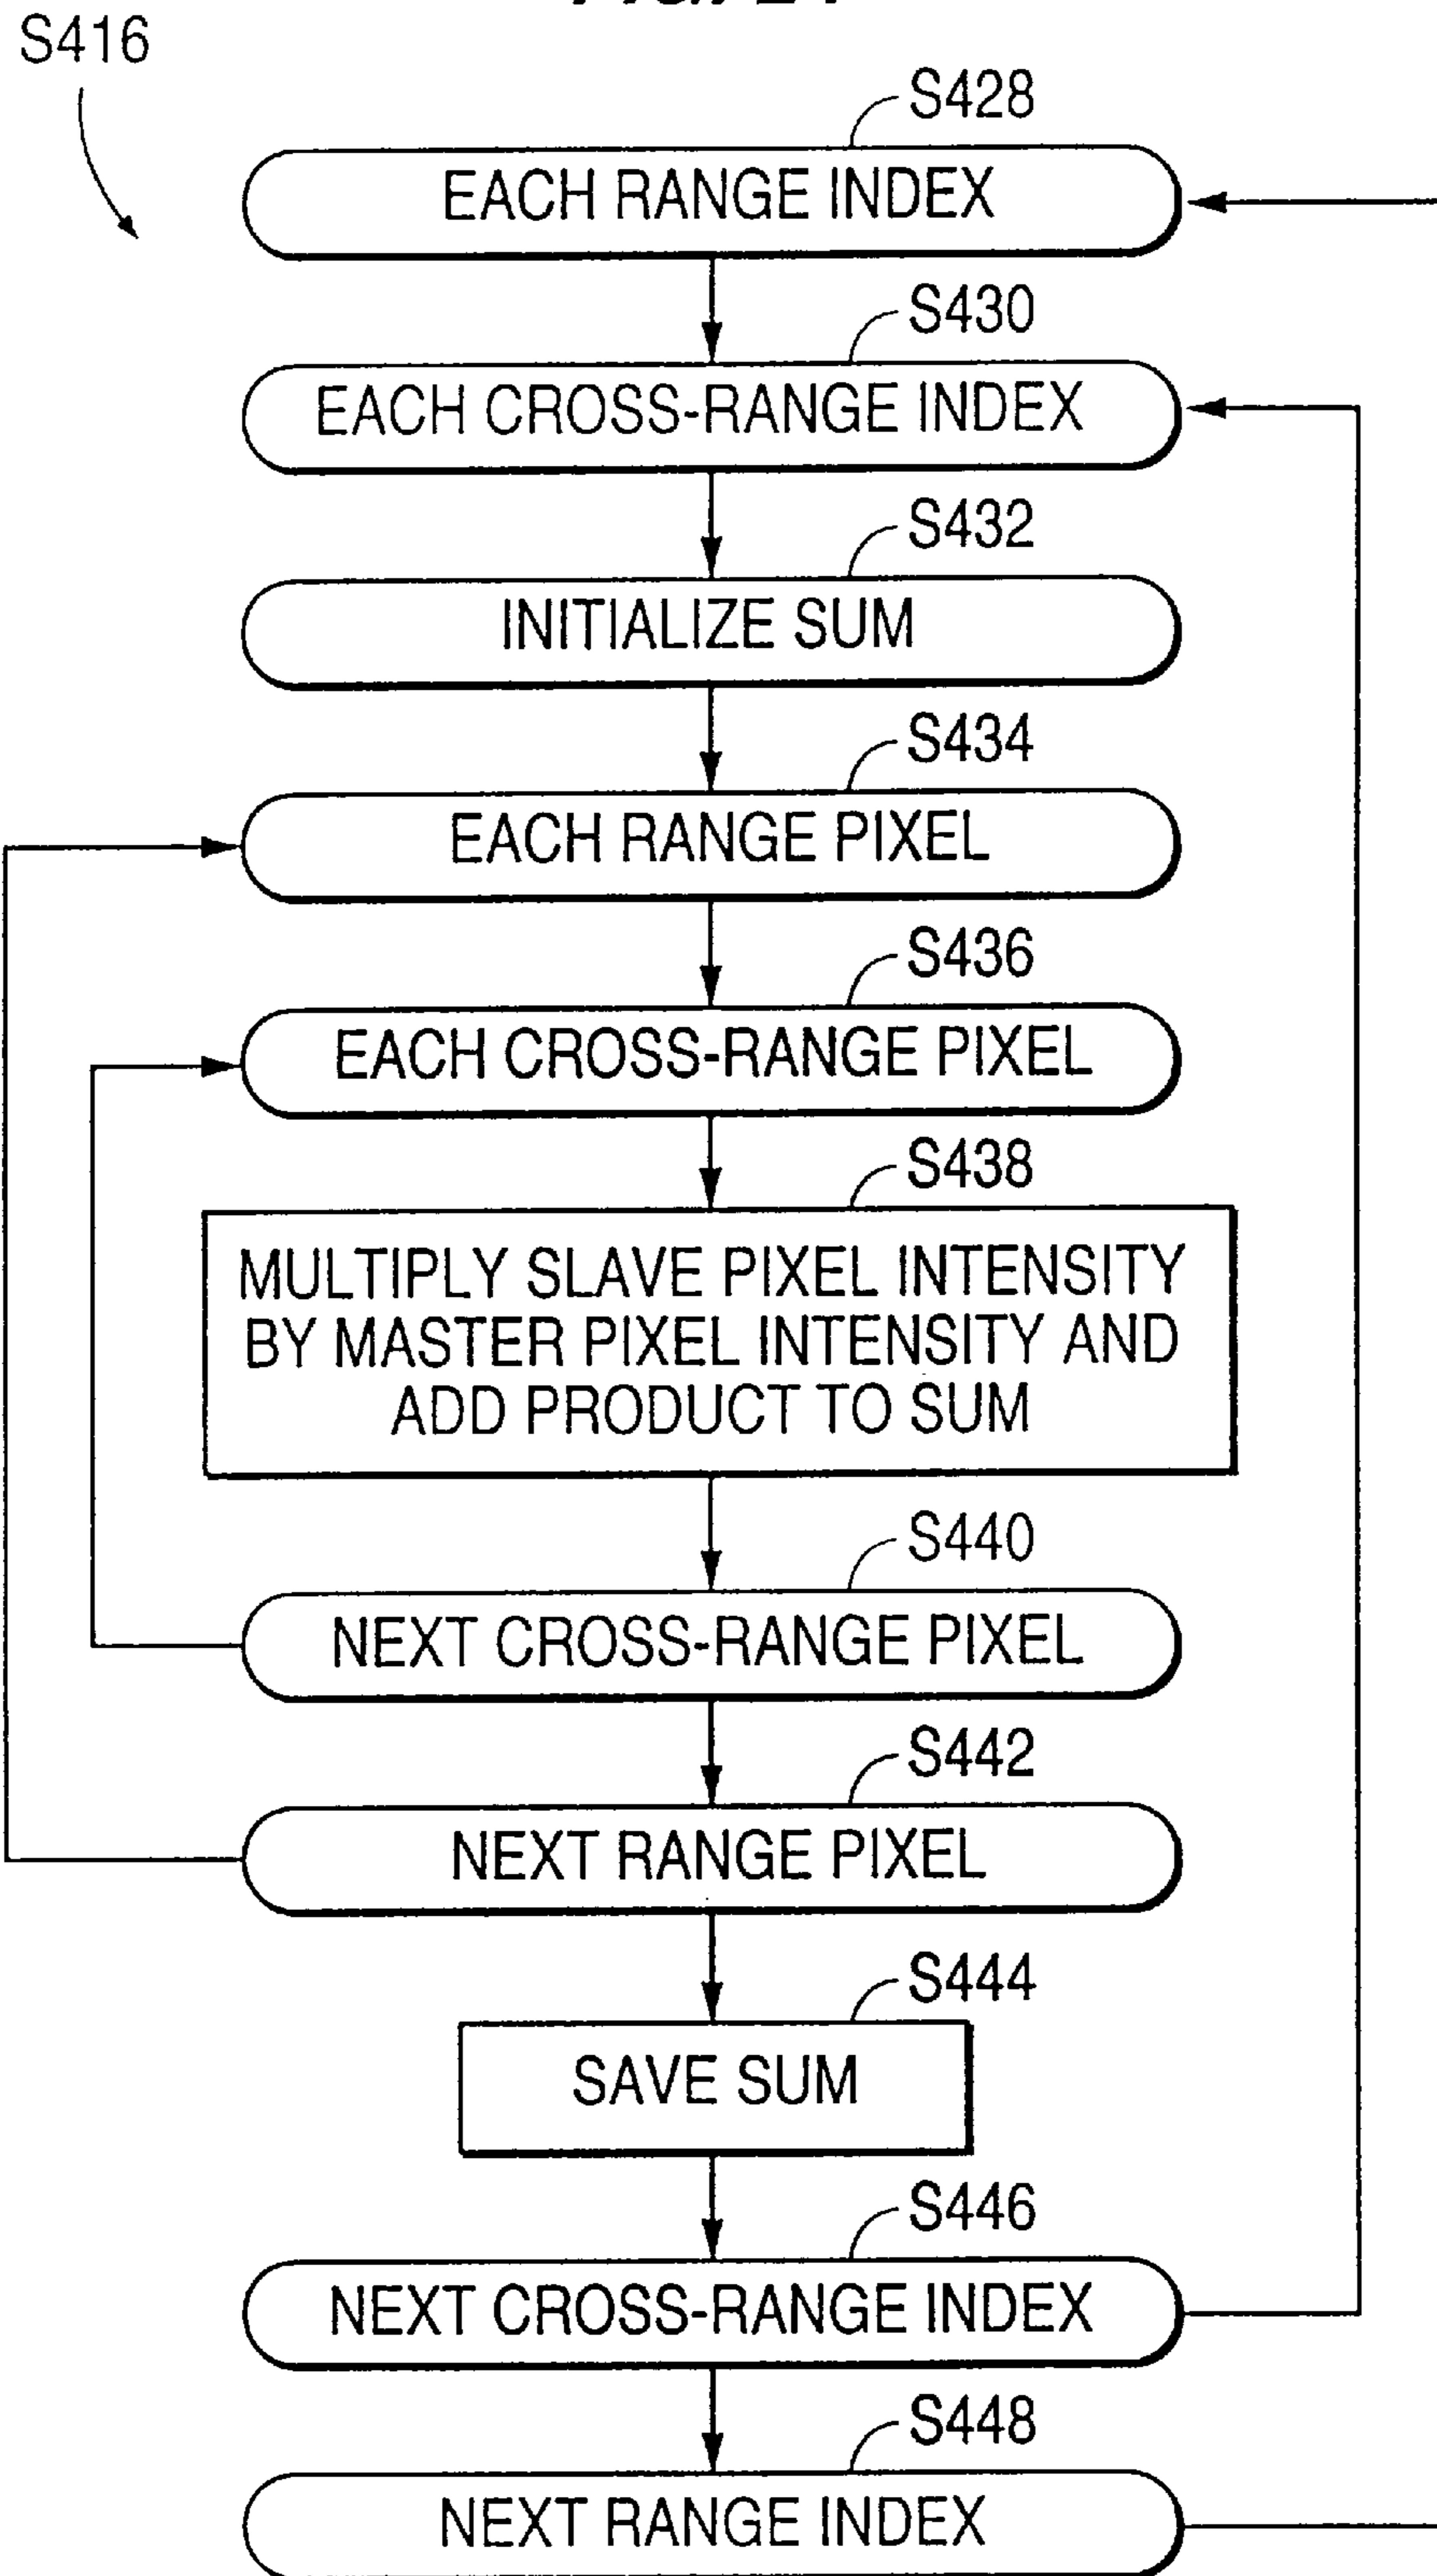 S416
S428
EACH RANGE INDEX
S430
EACH CROSS-RANGE INDEX
S432
INITIALIZE SUM
S434
EACH RANGE PIXEL
S436
EACH CROSS-RANGE PIXEL
S438
MULTIPLY SLAVE PIXEL INTENSITY
BY MASTER PIXEL INTENSITY AND
ADD PRODUCT TO SUM
S440
NEXT CROSS-RANGE PIXEL
S442
NEXT RANGE PIXEL
S444
SAVE SUM
S446
NEXT CROSS-RANGE INDEX
S448
NEXT RANGE INDEX